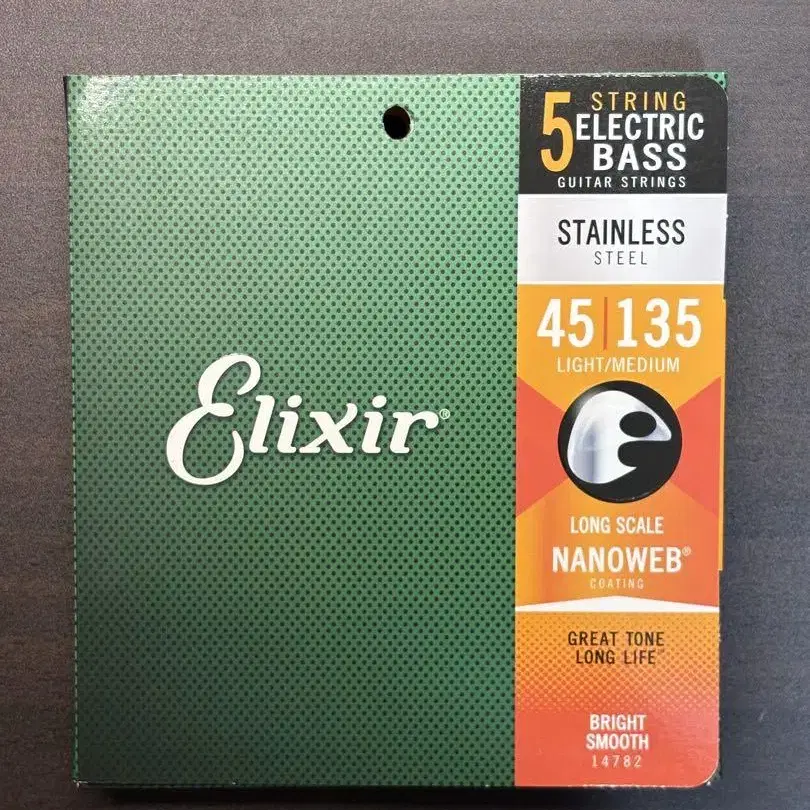 Elixir®
5 STRING
ELECTRIC
BASS
GUITAR STRINGS
STAINLESS
STEEL
45|135
LIGHT/MEDIUM
LONG SCALE
NANOWEB®
COATING
GREAT TONE
LONG LIFE™
BRIGHT
SMOOTH
14782